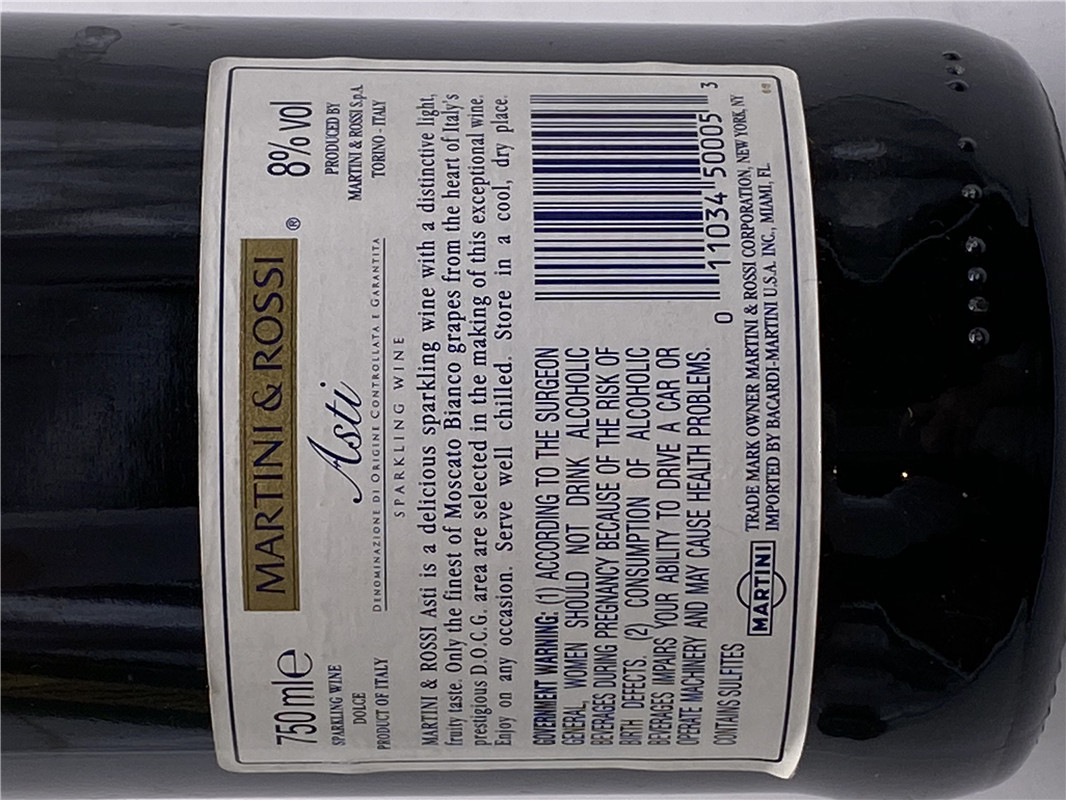 750 ml e
SPARKLING WINE
DOLCE
PRODUCT OF ITALY
MARTINI & ROSSI ®
Asti
DENOMINAZIONE DI ORIGINE CONTROLLATA E GARANTITA
SPARKLING WINE
8% vol
PRODUCED BY
MARTINI & ROSSI S.p.A.
TORINO - ITALY
MARTINI & ROSSI Asti is a delicious sparkling wine with a distinctive light,
fruity taste. Only the finest of Moscato Bianco grapes from the heart of Italy's
prestigious D.O.C.G. area are selected in the making of this exceptional wine.
Enjoy on any occasion. Serve well chilled. Store in a cool, dry place.
GOVERNMENT WARNING: (1) ACCORDING TO THE SURGEON
GENERAL, WOMEN SHOULD NOT DRINK ALCOHOLIC
BEVERAGES DURING PREGNANCY BECAUSE OF THE RISK OF
BIRTH DEFECTS. (2) CONSUMPTION OF ALCOHOLIC
BEVERAGES IMPAIRS YOUR ABILITY TO DRIVE A CAR OR
OPERATE MACHINERY AND MAY CAUSE HEALTH PROBLEMS.
CONTAINS SULFITES
0 11034 50005 3
MARTINI
TRADE MARK OWNER MARTINI & ROSSI CORPORATION, NEW YORK, NY
IMPORTED BY BACARDI-MARTINI U.S.A. INC., MIAMI, FL.